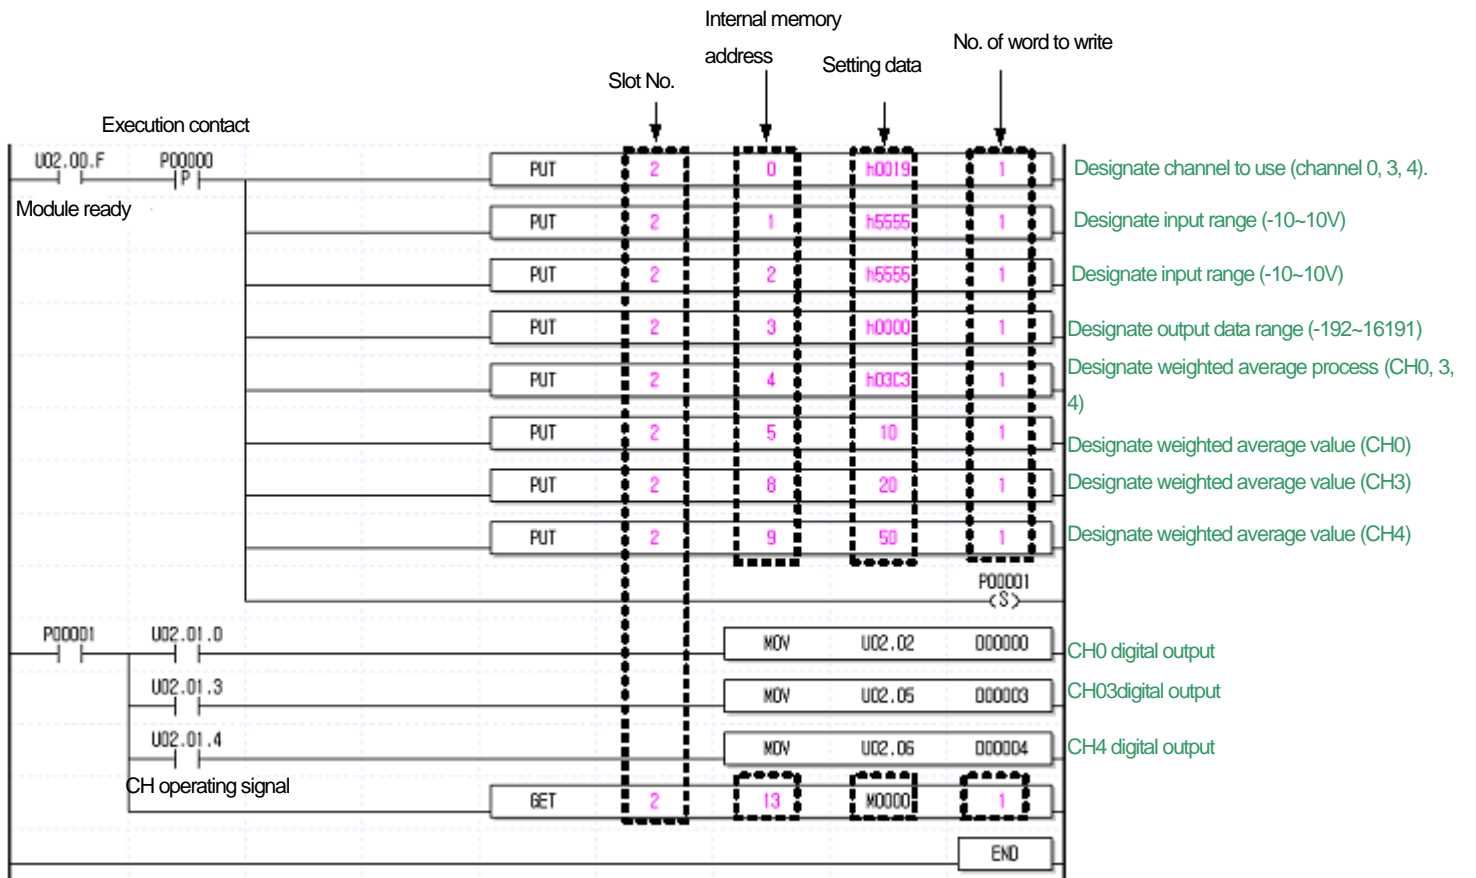 Internal memory
address
No. of word to write
Setting data
Slot No.
Execution contact
U02.00.F P00000 PUT 2 0 h0019 1 Designate channel to use (channel 0, 3, 4).
P
Module ready
PUT 2 1 h5555 1 Designate input range (-10~10V)
PUT 2 2 h5555 1 Designate input range (-10~10V)
PUT 2 3 h0000 1 Designate output data range (-192~16191)
PUT 2 4 h03C3 1 Designate weighted average process (CH0, 3,
4)
PUT 2 5 10 1 Designate weighted average value (CH0)
PUT 2 8 20 1 Designate weighted average value (CH3)
PUT 2 9 50 1 Designate weighted average value (CH4)
P00001
S
P00001 U02.01.0 MOV U02.02 D00000 CH0 digital output
U02.01.3 MOV U02.05 D00003 CH03digital output
U02.01.4 MOV U02.06 D00004 CH4 digital output
CH operating signal
GET 2 13 M0000 1
END